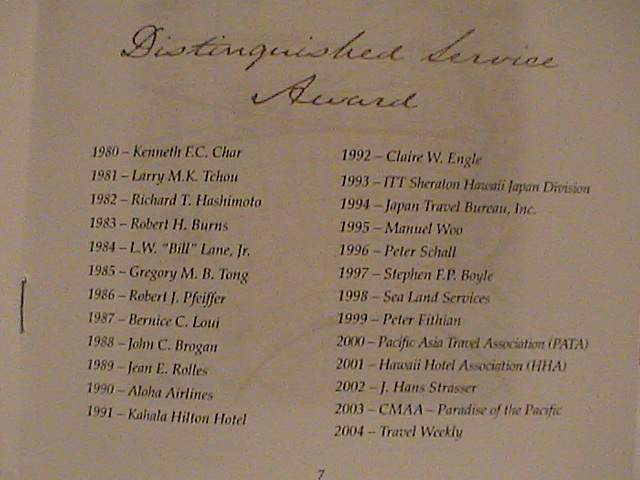 Distinguished Service
Award
1980 – Kenneth F.C. Char
1981 – Larry M.K. Tchou
1982 – Richard T. Hashimoto
1983 – Robert H. Burns
1984 – L.W. "Bill" Lane, Jr.
1985 – Gregory M. B. Tong
1986 – Robert J. Pfeiffer
1987 – Bernice C. Loui
1988 – John C. Brogan
1989 – Jean E. Rolles
1990 – Aloha Airlines
1991 – Kahala Hilton Hotel
1992 – Claire W. Engle
1993 – ITT Sheraton Hawaii Japan Division
1994 – Japan Travel Bureau, Inc.
1995 – Manuel Woo
1996 – Peter Schall
1997 – Stephen F.P. Boyle
1998 – Sea Land Services
1999 – Peter Fithian
2000 – Pacific Asia Travel Association (PATA)
2001 – Hawaii Hotel Association (HHA)
2002 – J. Hans Strasser
2003 – CMAA – Paradise of the Pacific
2004 – Travel Weekly
7